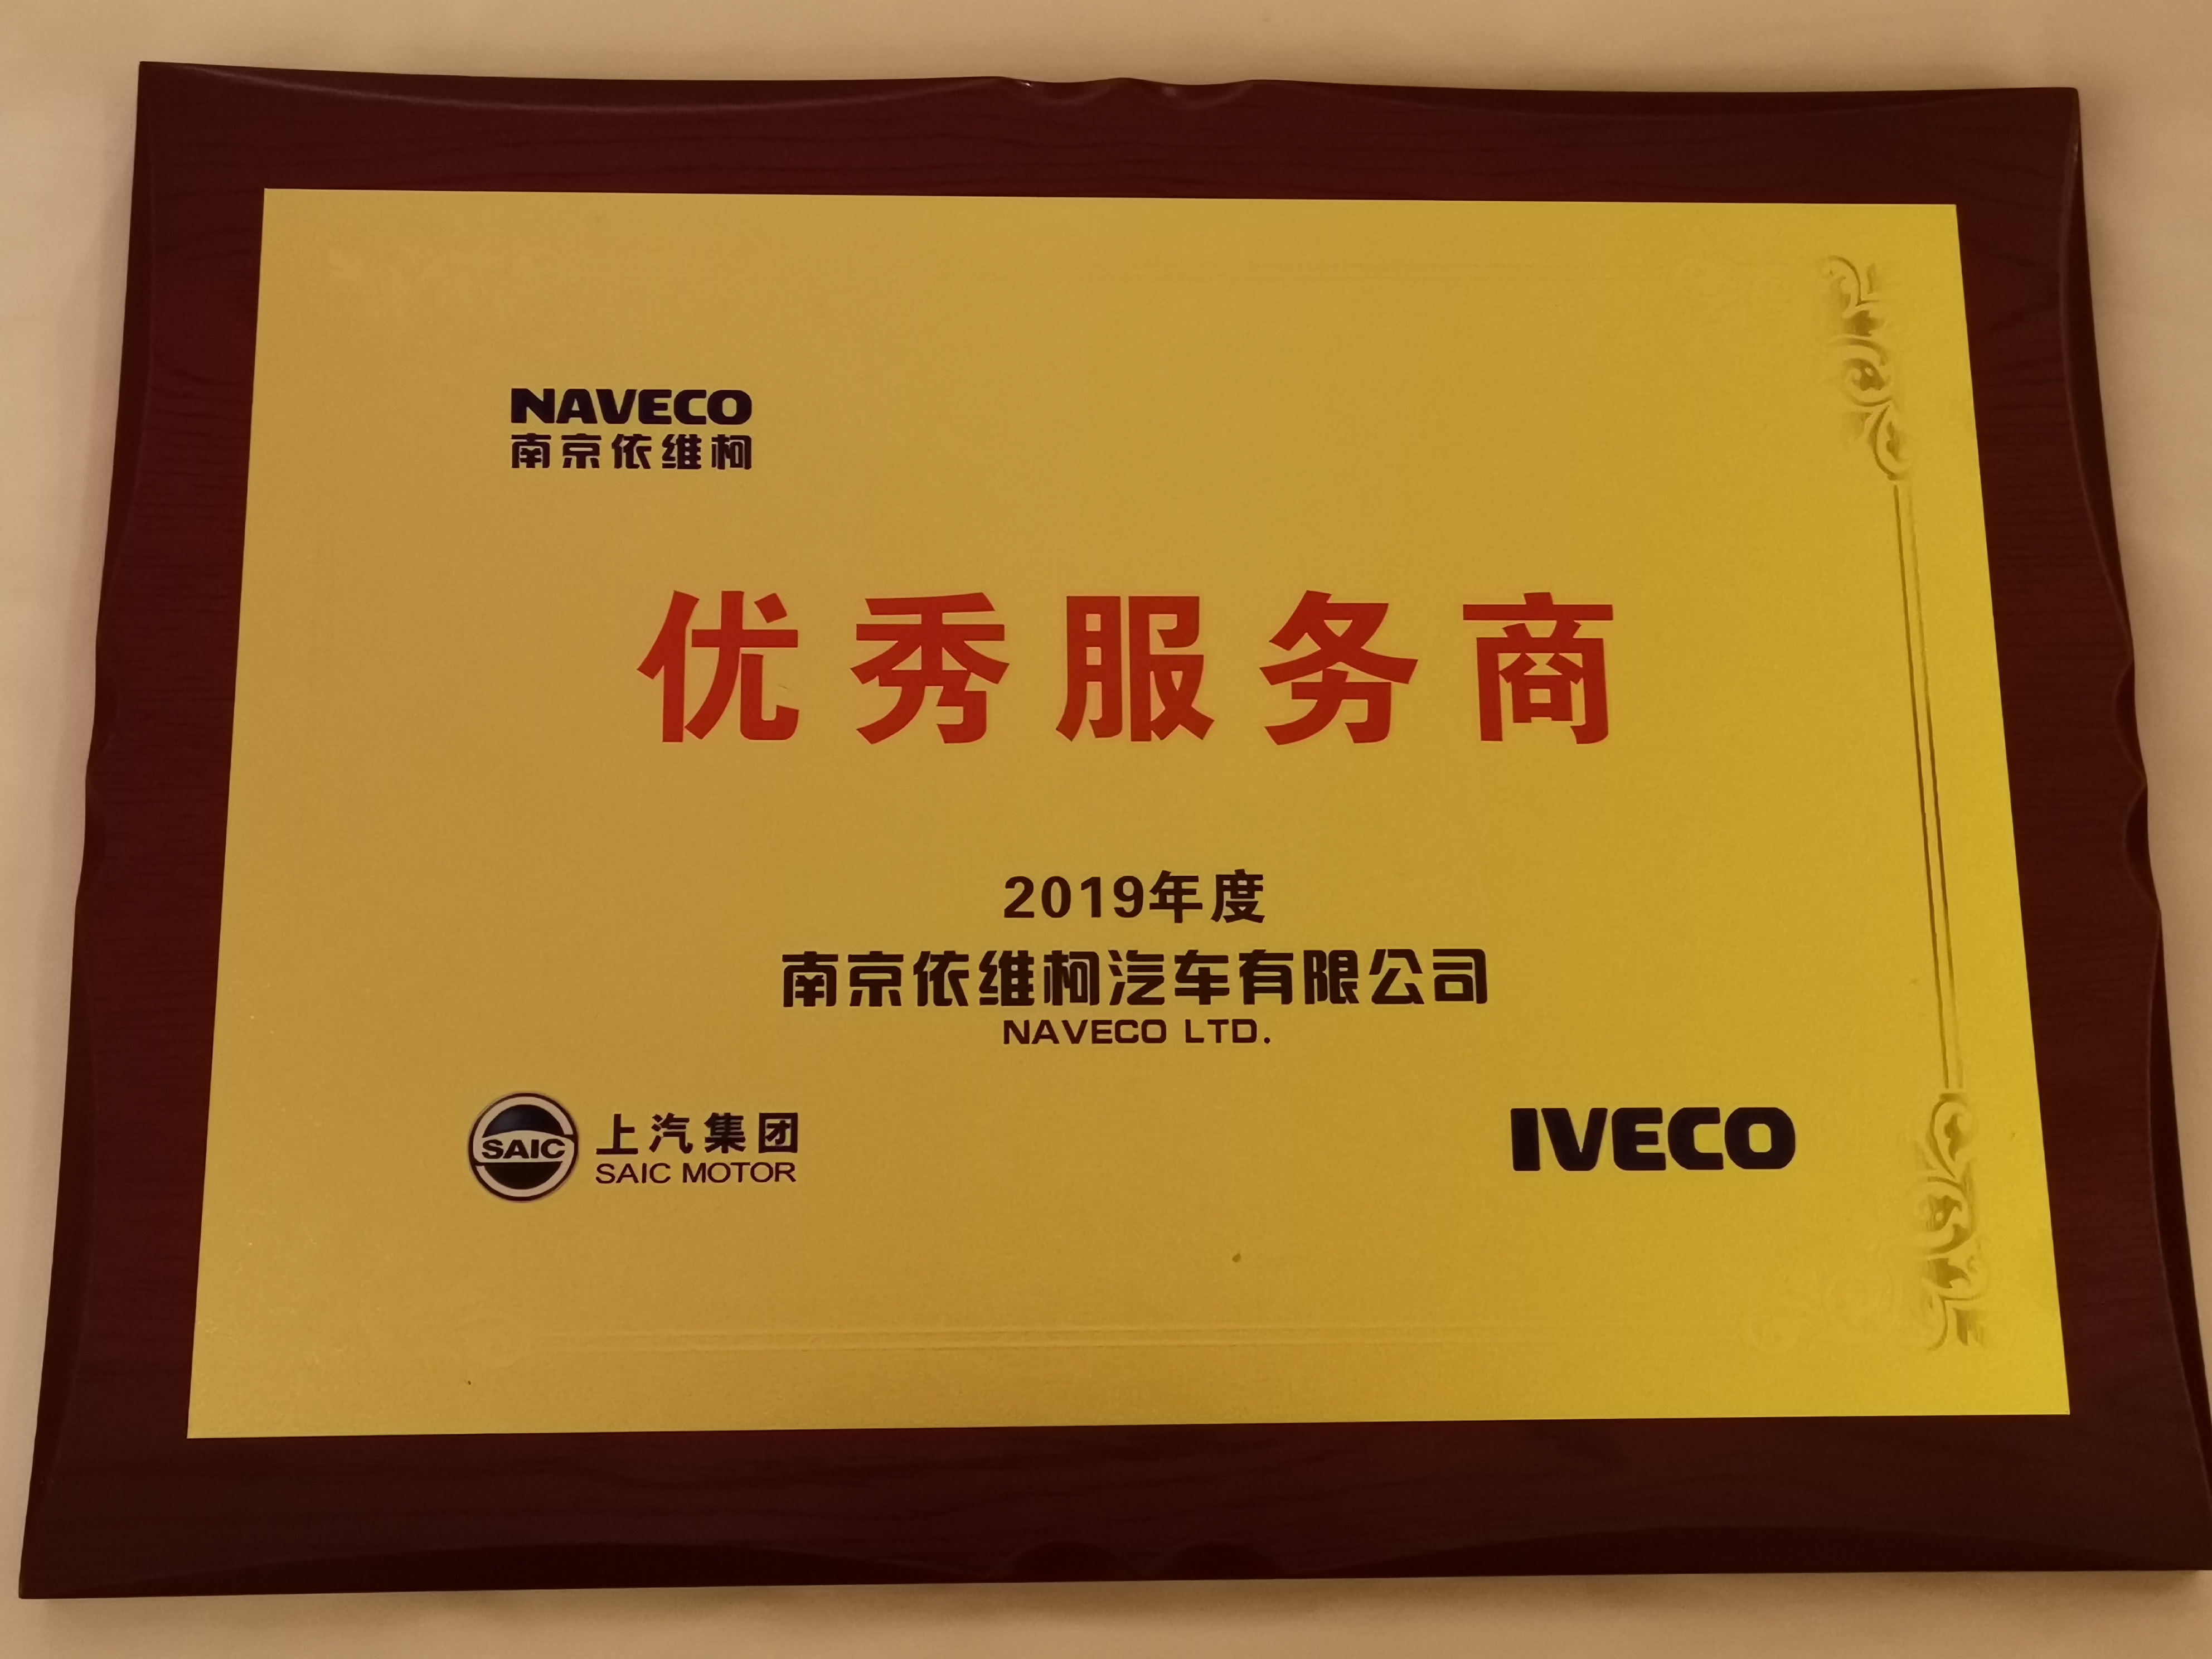 NAVECO
南京依维柯
优秀服务商
2019年度
南京依维柯汽车有限公司
NAVECO LTD.
SAIC
上汽集团
SAIC MOTOR
IVECO